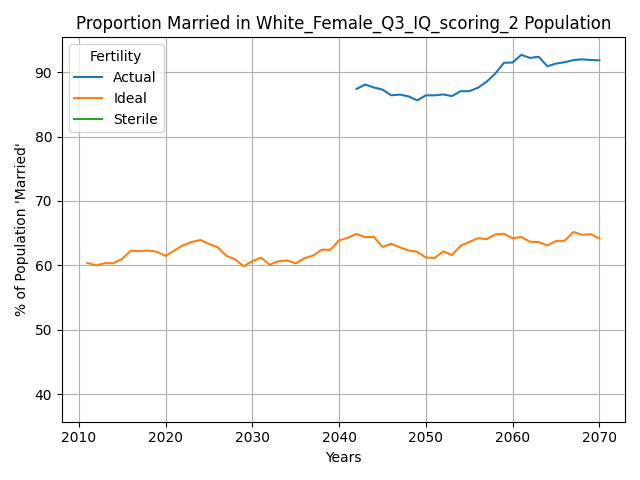 Proportion Married in White_Female_Q3_IQ_scoring_2 Population
Fertility
Actual
Ideal
Sterile
% of Population 'Married'
90
80
70
60
50
40
2010 2020 2030 2040 2050 2060 2070
Years